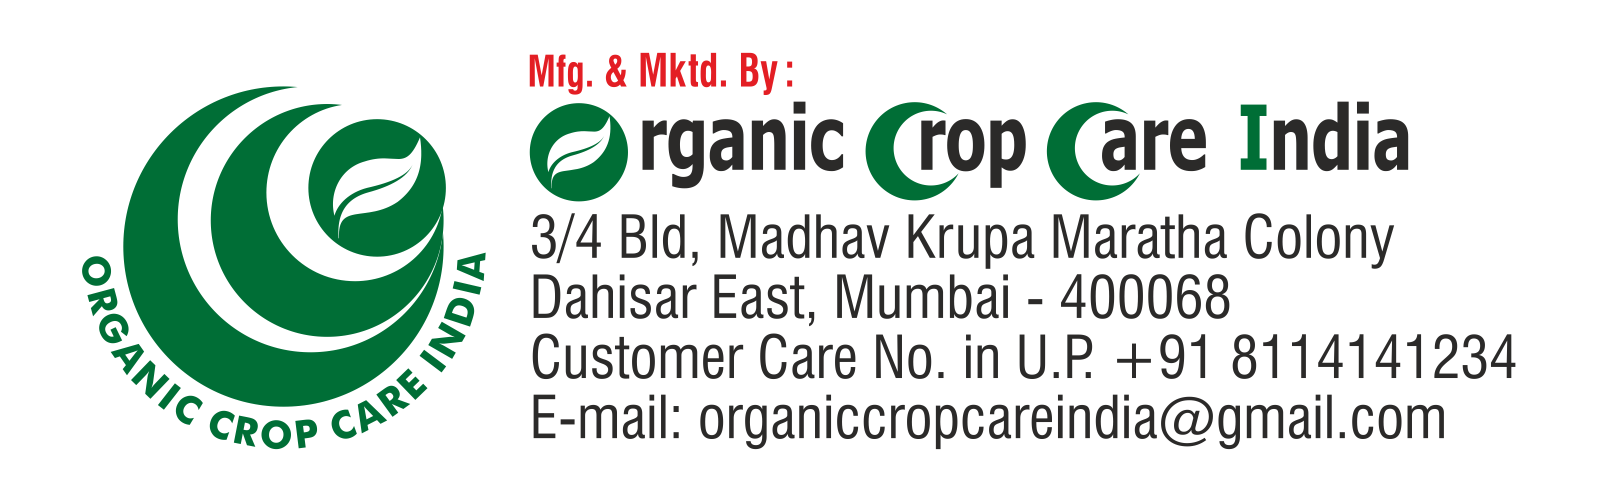 ORGANIC CROP CARE INDIA
Mfg. & Mktd. By :
Organic Crop Care India
3/4 Bld, Madhav Krupa Maratha Colony
Dahisar East, Mumbai - 400068
Customer Care No. in U.P. +91 8114141234
E-mail: organiccropcareindia@gmail.com